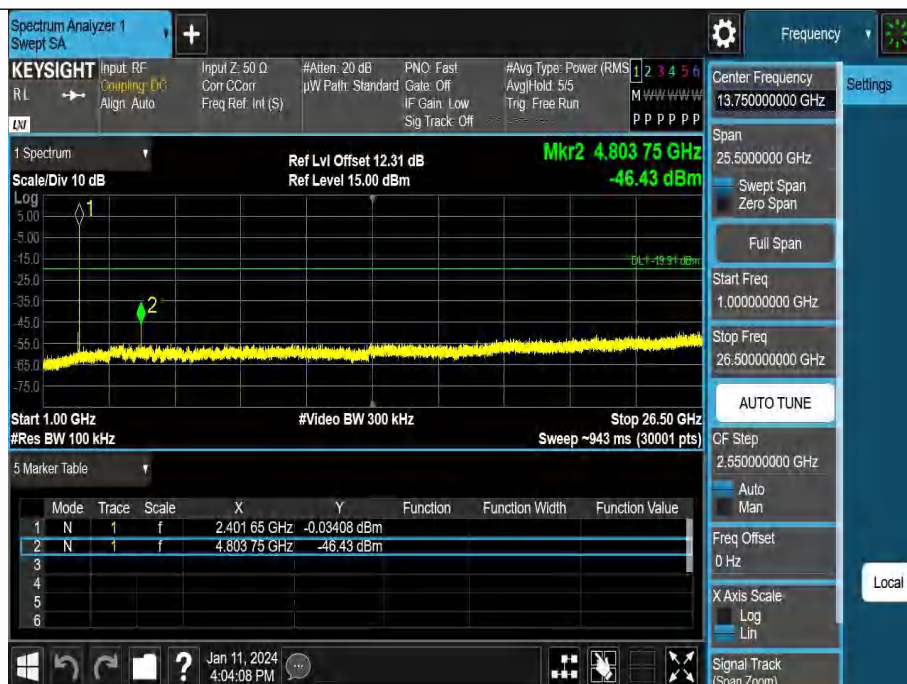 Spectrum Analyzer 1
Swept SA
+
Frequency
KEYSIGHT
RL
LXI
Input: RF
Coupling: DC
Align: Auto
Input Z: 50 Ω
Corr CCorr
Freq Ref: Int (S)
#Atten: 20 dB
µW Path: Standard
PNO: Fast
Gate: Off
IF Gain: Low
Sig Track: Off
#Avg Type: Power (RMS
Avg|Hold: 5/5
Trig: Free Run
1 2 3 4 5 6
M W W W W W
P P P P P P
Settings
Center Frequency
13.750000000 GHz
Span
25.5000000 GHz
Swept Span
Zero Span
Full Span
Start Freq
1.000000000 GHz
Stop Freq
26.500000000 GHz
AUTO TUNE
CF Step
2.550000000 GHz
Auto
Man
Freq Offset
0 Hz
X Axis Scale
Log
Lin
Signal Track
(Span Zoom)
Local
1 Spectrum
Scale/Div 10 dB
Log
Ref Lvl Offset 12.31 dB
Ref Level 15.00 dBm
Mkr2 4.803 75 GHz
-46.43 dBm
5.00
-5.00
-15.0
-25.0
-35.0
-45.0
-55.0
-65.0
-75.0
1
2
DL1 -19.91 dBm
Start 1.00 GHz
#Res BW 100 kHz
#Video BW 300 kHz
Stop 26.50 GHz
Sweep ~943 ms (30001 pts)
5 Marker Table
Mode Trace Scale X Y Function Function Width Function Value
1 N 1 f 2.401 65 GHz -0.03408 dBm
2 N 1 f 4.803 75 GHz -46.43 dBm
3
4
5
6
?
Jan 11, 2024
4:04:08 PM